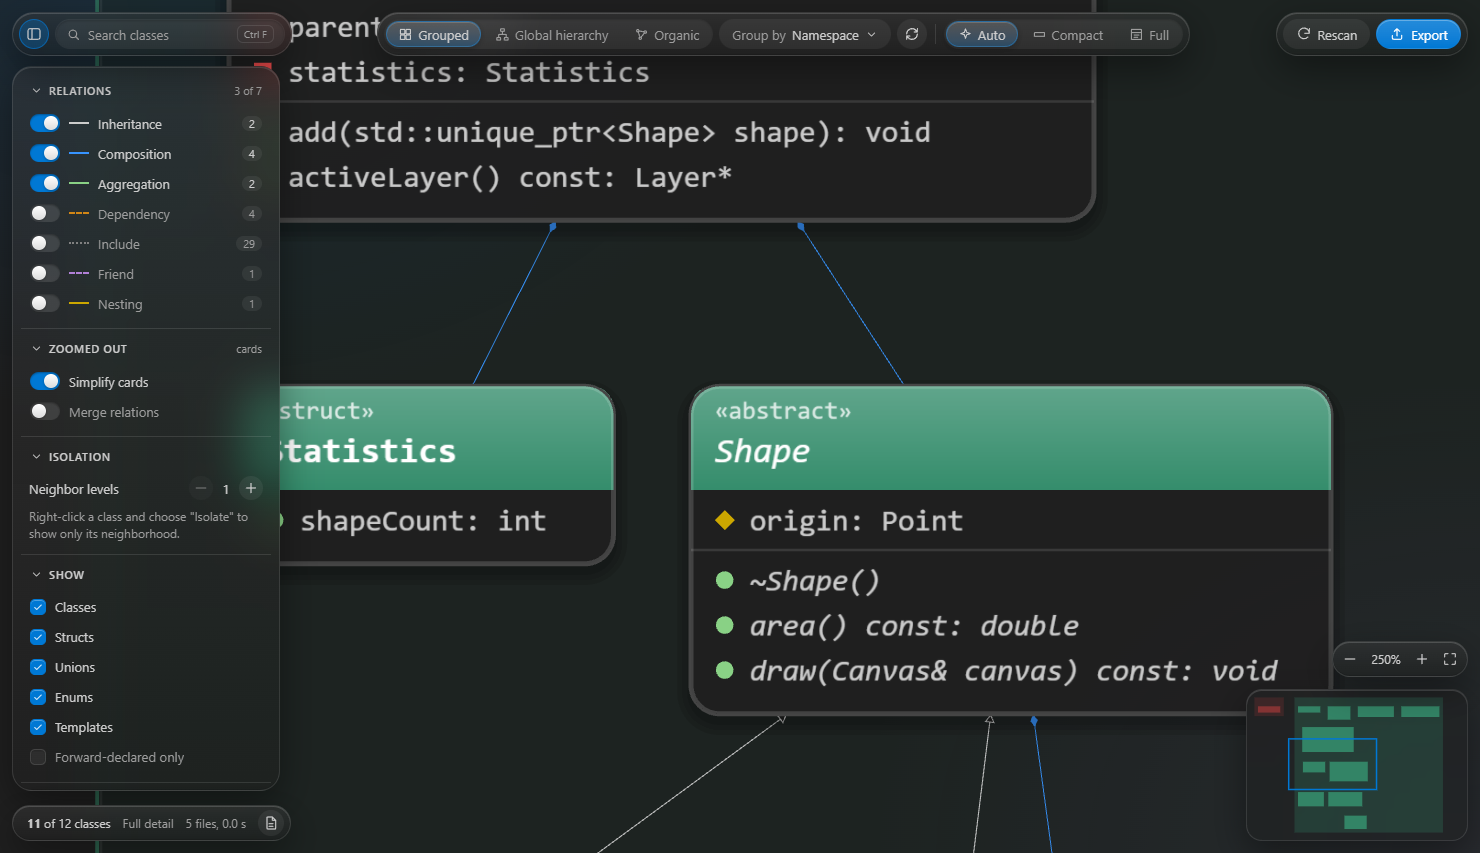 Search classes
Ctrl F
Grouped
Global hierarchy
Organic
Group by Namespace
Auto
Compact
Full
Rescan
Export
RELATIONS
3 of 7
Inheritance
2
Composition
4
Aggregation
2
Dependency
4
Include
29
Friend
1
Nesting
1
ZOOMED OUT
cards
Simplify cards
Merge relations
ISOLATION
Neighbor levels
1
Right-click a class and choose "Isolate" to
show only its neighborhood.
SHOW
Classes
Structs
Unions
Enums
Templates
Forward-declared only
11 of 12 classes
Full detail
5 files, 0.0 s
parent
statistics: Statistics
add(std::unique_ptr<Shape> shape): void
activeLayer() const: Layer*
struct»
Statistics
shapeCount: int
«abstract»
Shape
origin: Point
~Shape()
area() const: double
draw(Canvas& canvas) const: void
250%